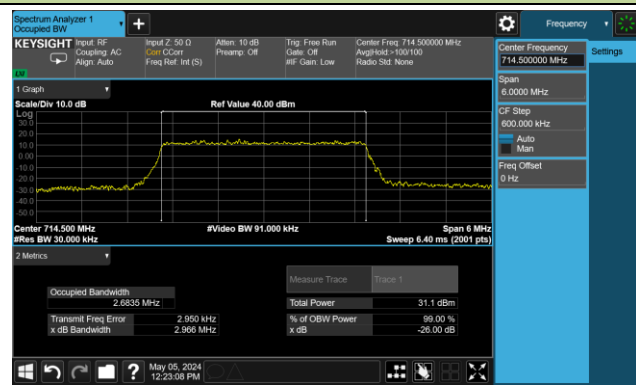 Spectrum Analyzer 1
Occupied BW
Frequency
KEYSIGHT
Input: RF
Coupling: AC
Align: Auto
Input Z: 50 Ω
Corr CCorr
Freq Ref: Int (S)
Atten: 10 dB
Preamp: Off
Trig: Free Run
Gate: Off
#IF Gain: Low
Center Freq: 714.500000 MHz
Avg|Hold:>100/100
Radio Std: None
Center Frequency
714.500000 MHz
Settings
Span
6.0000 MHz
CF Step
600.000 kHz
Auto
Man
Freq Offset
0 Hz
1 Graph
Scale/Div 10.0 dB
Ref Value 40.00 dBm
Log
30.0
20.0
10.0
0.00
-10.0
-20.0
-30.0
-40.0
-50.0
Center 714.500 MHz
#Video BW 91.000 kHz
Span 6 MHz
#Res BW 30.000 kHz
Sweep 6.40 ms (2001 pts)
2 Metrics
Measure Trace
Trace 1
Occupied Bandwidth
2.6835 MHz
Total Power
31.1 dBm
Transmit Freq Error
2.950 kHz
% of OBW Power
99.00 %
x dB Bandwidth
2.966 MHz
x dB
-26.00 dB
May 05, 2024
12:23:08 PM